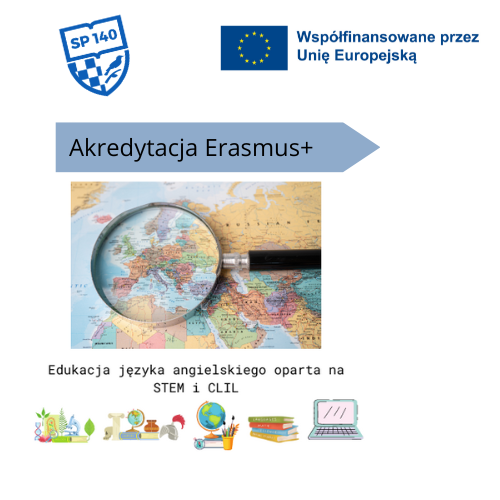 SP 140
Współfinansowane przez
Unię Europejską
Akredytacja Erasmus+
Edukacja języka angielskiego oparta na
STEM i CLIL